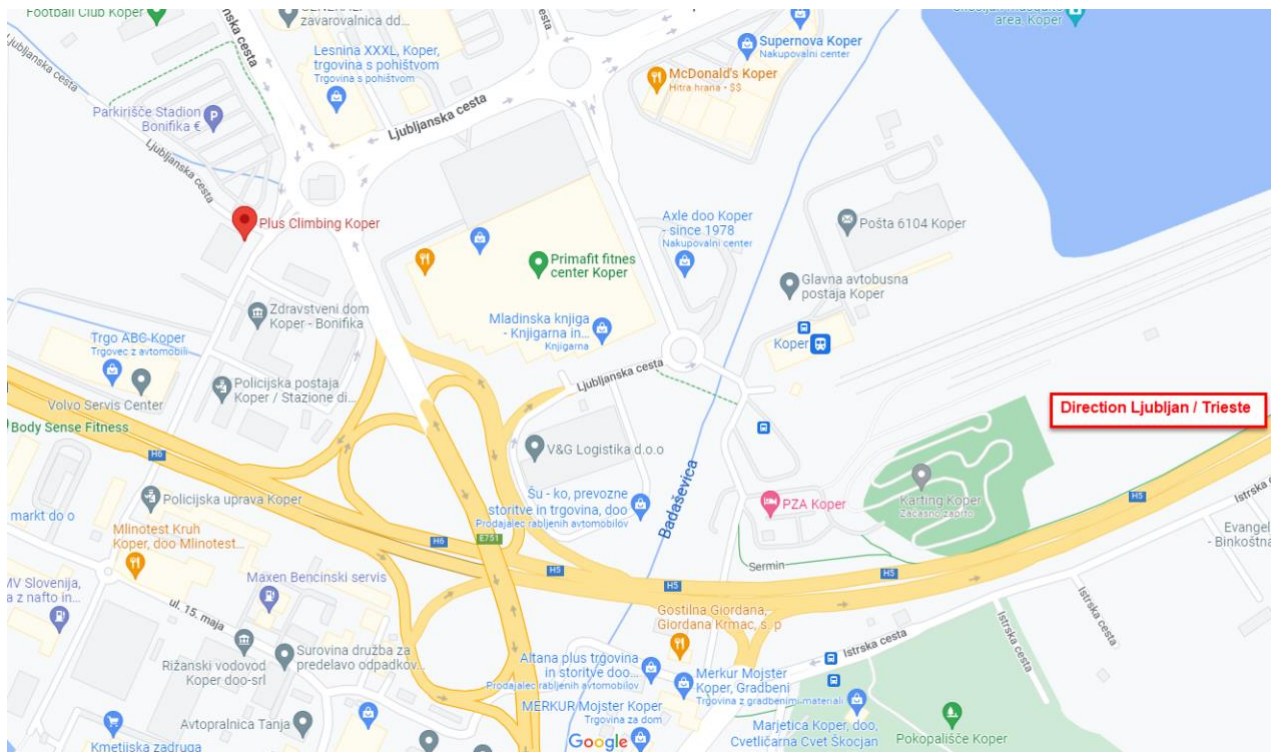 Football Club Koper
zavarovalnica dd...
Ljubljanska cesta
Ljubljanska cesta
Lesnina XXXL, Koper,
trgovina s pohištvom
Trgovina s pohištvom
area, Koper
Supernova Koper
Nakupovalni center
McDonald's Koper
Hitra hrana - $$
Parkirišče Stadion
Bonifika €
Ljubljanska cesta
Ljubljanska cesta
Plus Climbing Koper
Axle doo Koper
- since 1978
Nakupovalni center
Pošta 6104 Koper
Primafit fitnes
center Koper
Glavna avtobusna
postaja Koper
Zdravstveni dom
Koper - Bonifika
Mladinska knjiga
- Knjigarna in...
Knjigarna
Koper
Trgo ABC Koper
Trgovec z avtomobili
Ljubljanska cesta
Policijska postaja
Koper / Stazione di...
Volvo Servis Center
Direction Ljubljan / Trieste
Body Sense Fitness
H6
V&G Logistika d.o.o
H5
Istrska cesta
Badaševica
Karting Koper
Začasno zaprto
Policijska uprava Koper
Šu - ko, prevozne
storitve in trgovina, doo
Prodajalec rabljenih avtomobilov
PZA Koper
markt do o
Mlinotest Kruh
Koper, doo Mlinotest...
H6
E751
H5
H5
H5
Sermin
Evangel
- Binkoštna
Maxen Bencinski servis
MV Slovenija,
a z nafto in...
ul. 15. maja
Gostilna Giordana,
Giordana Krmac, s. p
Istrska cesta
Istrska cesta
Rižanski vodovod
Koper doo-srl
Surovina družba za
predelavo odpadkov...
Altana plus trgovina
in storitve doo...
Prodajalec rabljenih avtomobilov
Merkur Mojster
Koper, Gradbeni
Trgovina z gradbenimi materiali
MERKUR Mojster Koper
Trgovina za dom
Avtopralnica Tanja
Marjetica Koper, doo,
Cvetličarna Cvet Škocjan
Pokopališče Koper
Kmetijska zadruga
Google